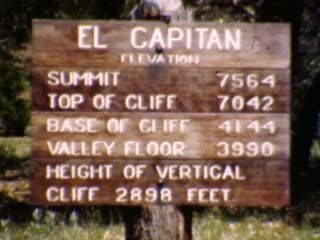 EL CAPITAN
ELEVATION
SUMMIT 7564
TOP OF CLIFF 7042
BASE OF CLIFF 4144
VALLEY FLOOR 3990
HEIGHT OF VERTICAL
CLIFF 2898 FEET